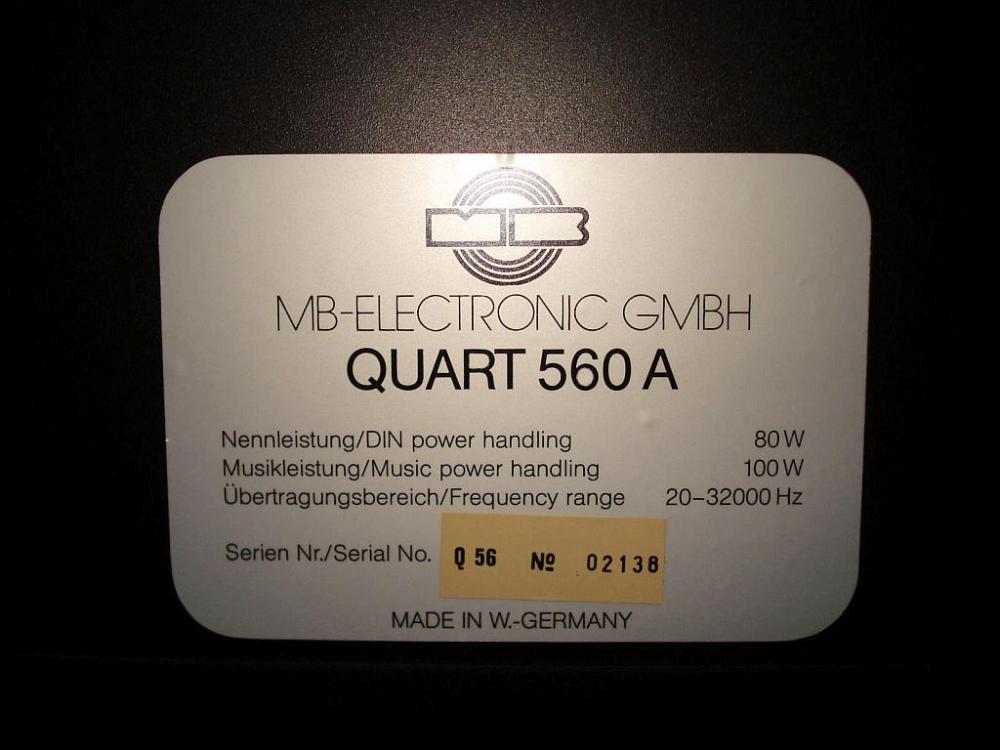 MB
MB-ELECTRONIC GMBH
QUART 560 A
Nennleistung/DIN power handling 80 W
Musikleistung/Music power handling 100 W
Übertragungsbereich/Frequency range 20–32000 Hz
Serien Nr./Serial No. Q 56 № 02138
MADE IN W.-GERMANY